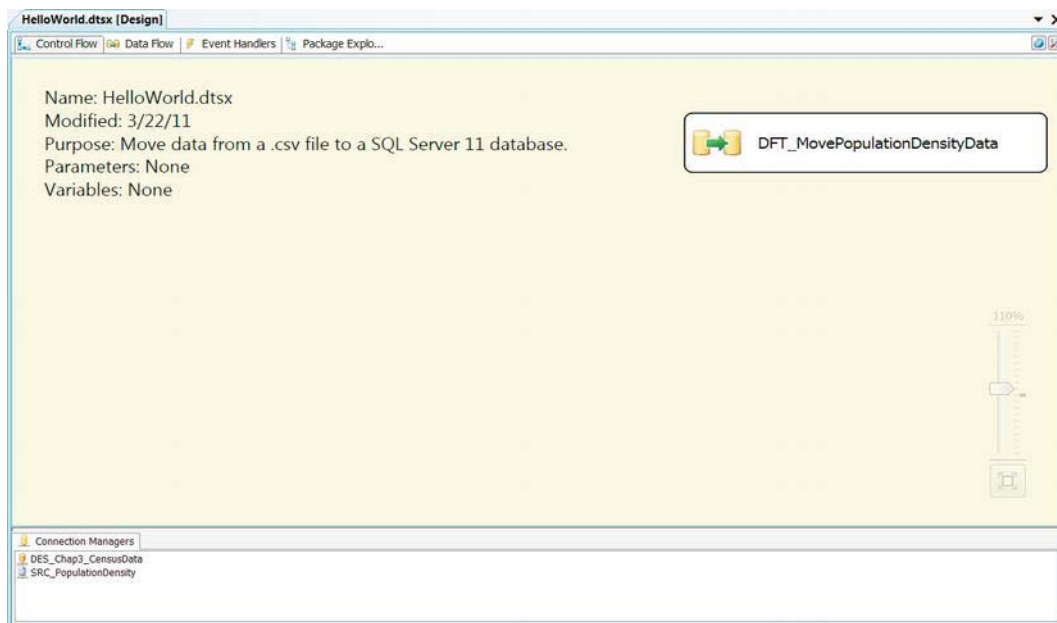 HelloWorld.dtsx [Design]
Control Flow Data Flow Event Handlers Package Explo...
Name: HelloWorld.dtsx
Modified: 3/22/11
Purpose: Move data from a .csv file to a SQL Server 11 database.
Parameters: None
Variables: None
DFT_MovePopulationDensityData
110%
Connection Managers
DES_Chap3_CensusData
SRC_PopulationDensity